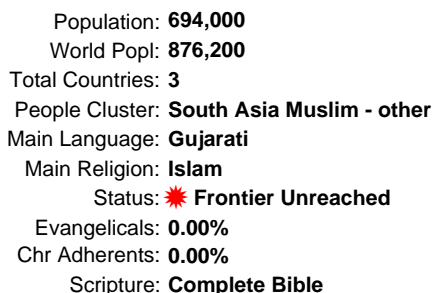 Population: 694,000
World Popl: 876,200
Total Countries: 3
People Cluster: South Asia Muslim - other
Main Language: Gujarati
Main Religion: Islam
Status: Frontier Unreached
Evangelicals: 0.00%
Chr Adherents: 0.00%
Scripture: Complete Bible